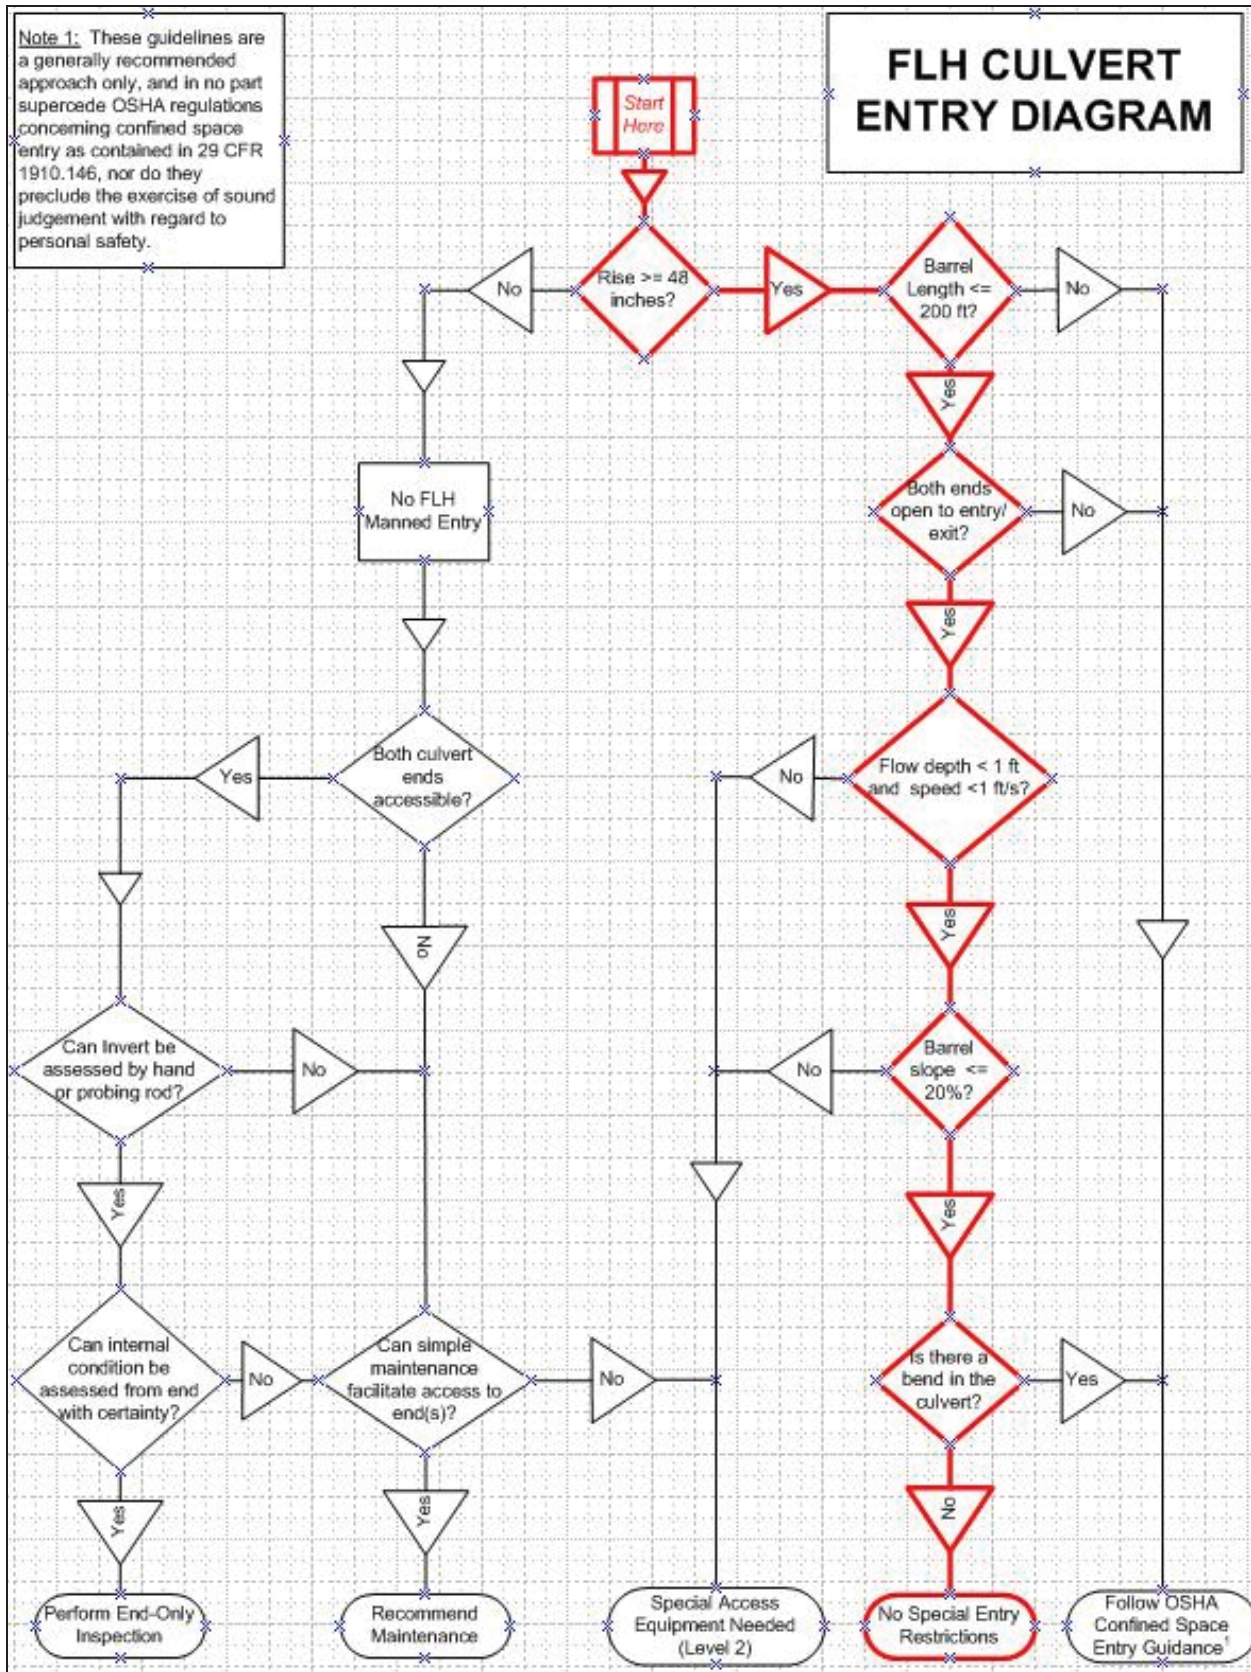 Note 1: These guidelines are
a generally recommended
approach only, and in no part
supercede OSHA regulations
concerning confined space
entry as contained in 29 CFR
1910.146, nor do they
preclude the exercise of sound
judgement with regard to
personal safety.
FLH CULVERT
ENTRY DIAGRAM
Start
Here
No
Rise >= 48
inches?
Yes
Barrel
Length <=
200 ft?
No
Yes
No FLH
Manned Entry
Both ends
open to entry/
exit?
No
Yes
Yes
Both culvert
ends
accessible?
No
Flow depth < 1 ft
and speed <1 ft/s?
No
Yes
Can Invert be
assessed by hand
or probing rod?
No
No
Barrel
slope <=
20%?
Yes
Yes
Can internal
condition be
assessed from end
with certainty?
No
Can simple
maintenance
facilitate access to
end(s)?
No
Is there a
bend in the
culvert?
Yes
Yes
Yes
No
Perform End-Only
Inspection
Recommend
Maintenance
Special Access
Equipment Needed
(Level 2)
No Special Entry
Restrictions
Follow OSHA
Confined Space
Entry Guidance¹